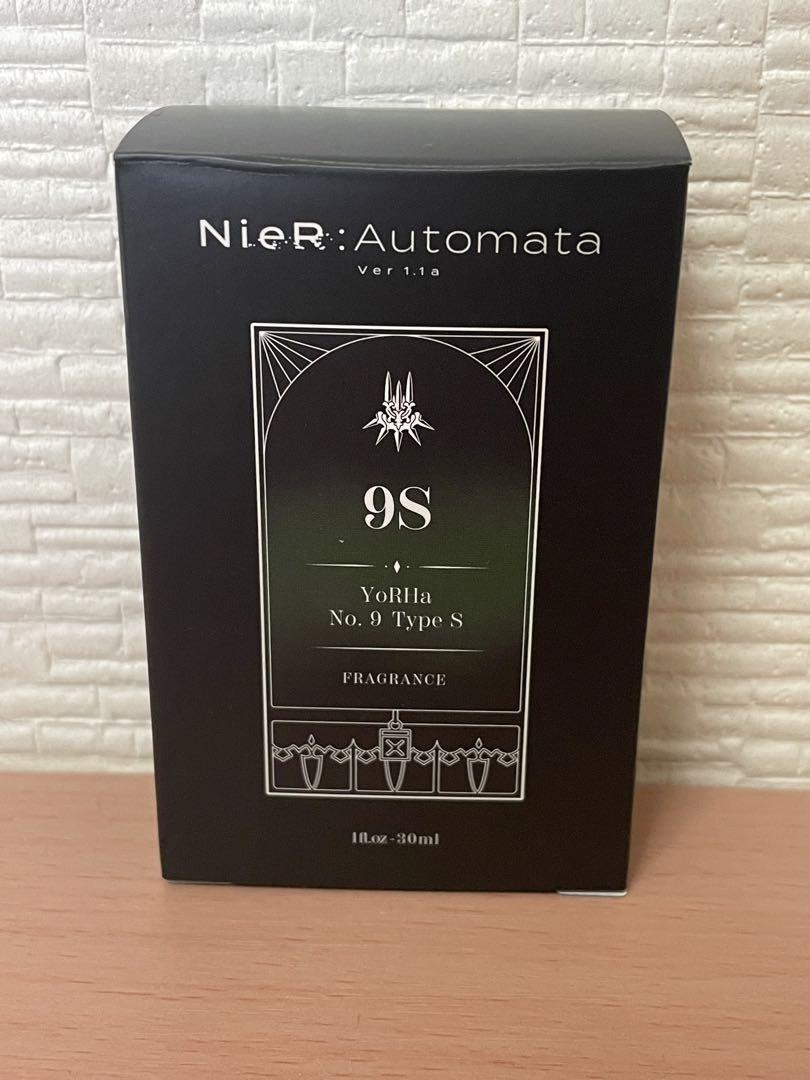 NieR:Automata
Ver 1.1a
9S
YoRHa
No. 9 Type S
FRAGRANCE
1fl.oz-30ml